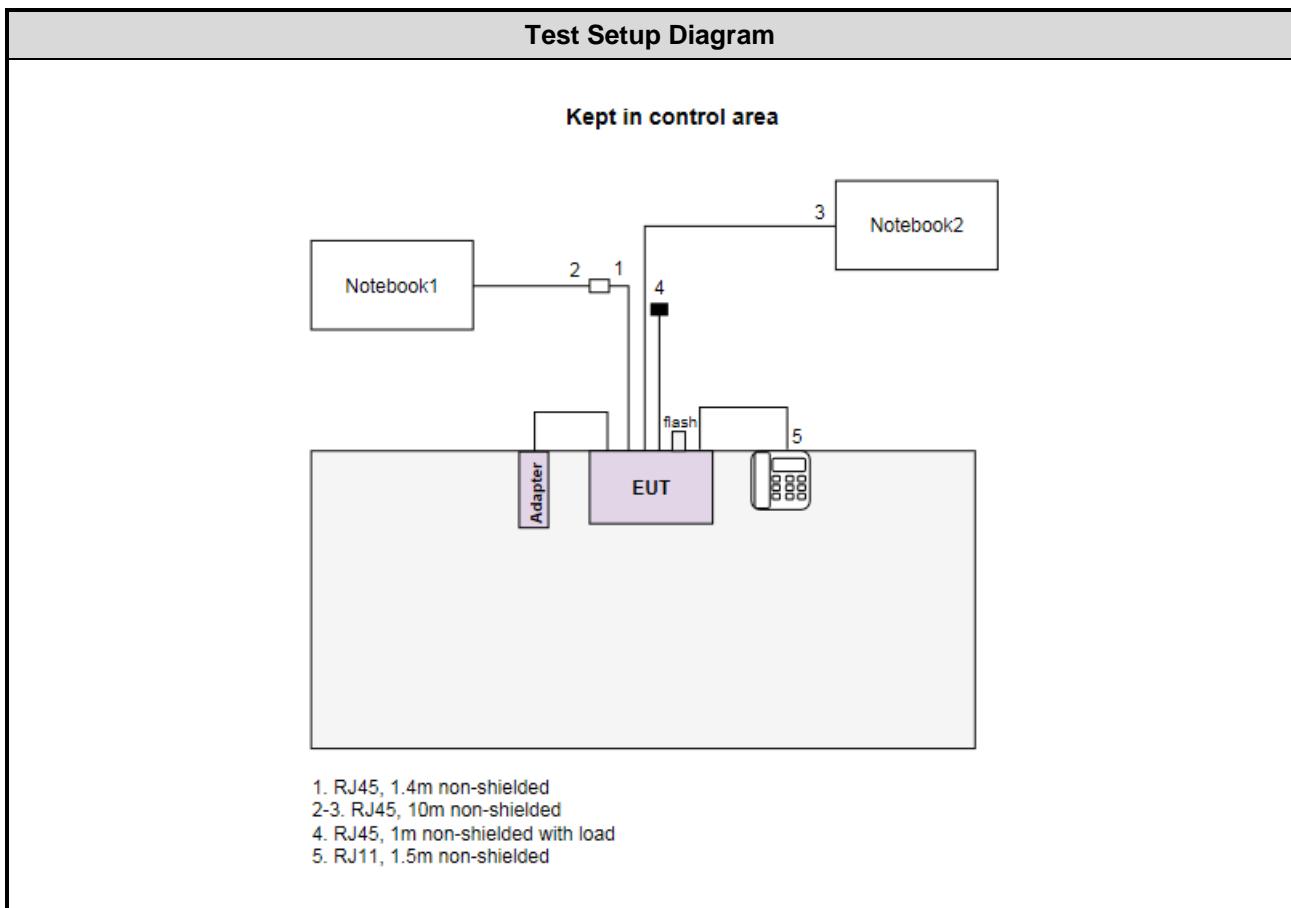 Test Setup Diagram
Kept in control area
3
Notebook2
Notebook1
2
1
4
flash
5
Adapter
EUT
1. RJ45, 1.4m non-shielded
2-3. RJ45, 10m non-shielded
4. RJ45, 1m non-shielded with load
5. RJ11, 1.5m non-shielded